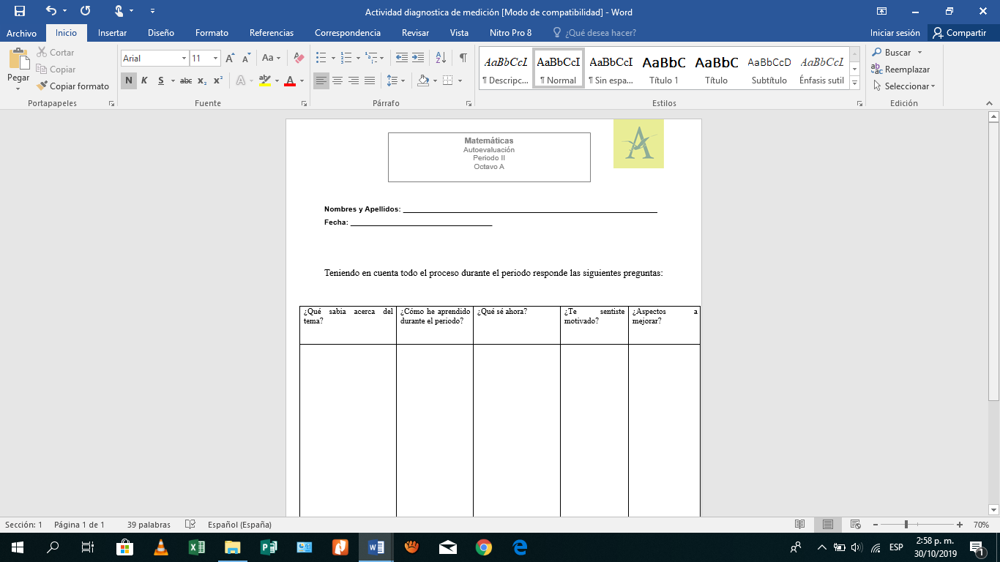 Actividad diagnostica de medición [Modo de compatibilidad] - Word
Archivo Inicio Insertar Diseño Formato Referencias Correspondencia Revisar Vista Nitro Pro 8 ¿Qué desea hacer? Iniciar sesión Compartir
Pegar
Cortar
Copiar
Copiar formato
Portapapeles
Arial 11
N K S abc x₂ x²
Fuente
Párrafo
AaBbCcI AaBbCcI AaBbCcI AaBbC AaBbC AaBbCcD AaBbCcI
¶ Descripc... ¶ Normal ¶ Sin espa... Título 1 Título Subtítulo Énfasis sutil
Estilos
Buscar
Reemplazar
Seleccionar
Edición
Matemáticas
Autoevaluación
Periodo II
Octavo A
A
Nombres y Apellidos:
Fecha:
Teniendo en cuenta todo el proceso durante el periodo responde las siguientes preguntas:
¿Qué sabia acerca del
tema?
¿Cómo he aprendido
durante el periodo?
¿Qué sé ahora?
¿Te sentiste
motivado?
¿Aspectos a
mejorar?
Sección: 1 Página 1 de 1 39 palabras Español (España) 70%
ESP
2:58 p. m.
30/10/2019
1